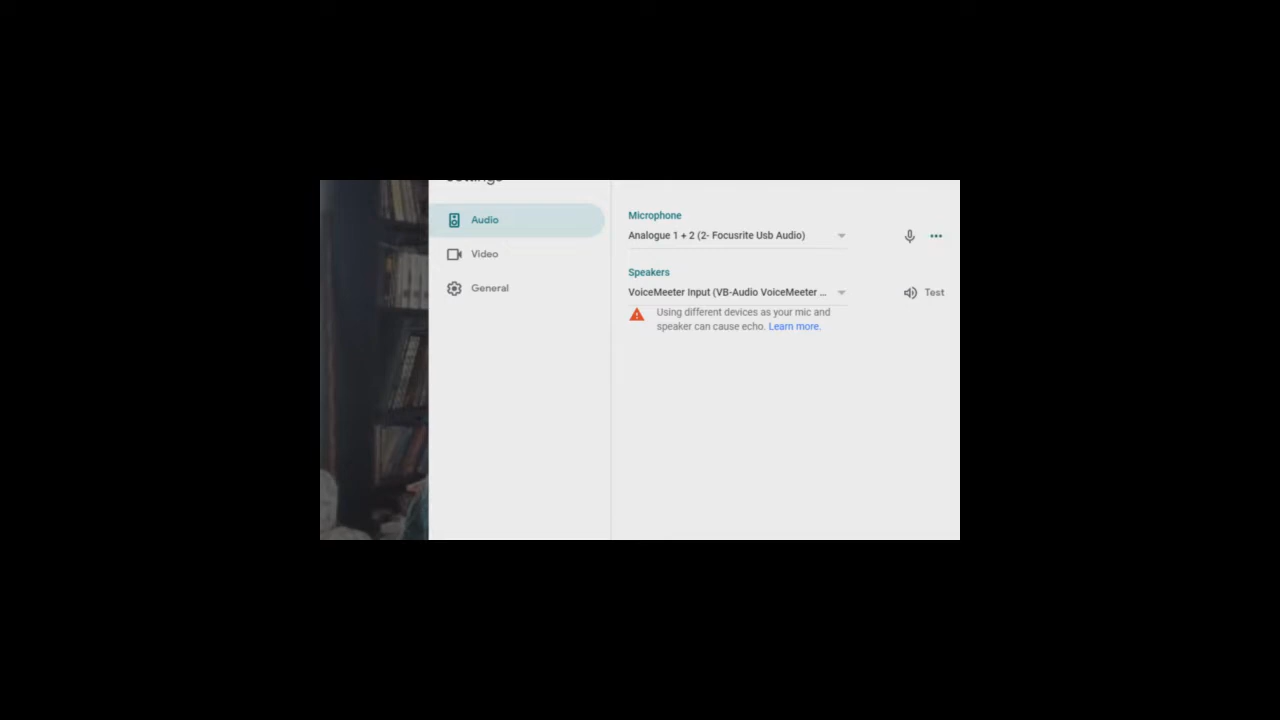 Settings
Audio
Video
General
Microphone
Analogue 1 + 2 (2- Focusrite Usb Audio)
Speakers
VoiceMeeter Input (VB-Audio VoiceMeeter ...
Test
Using different devices as your mic and
speaker can cause echo. Learn more.